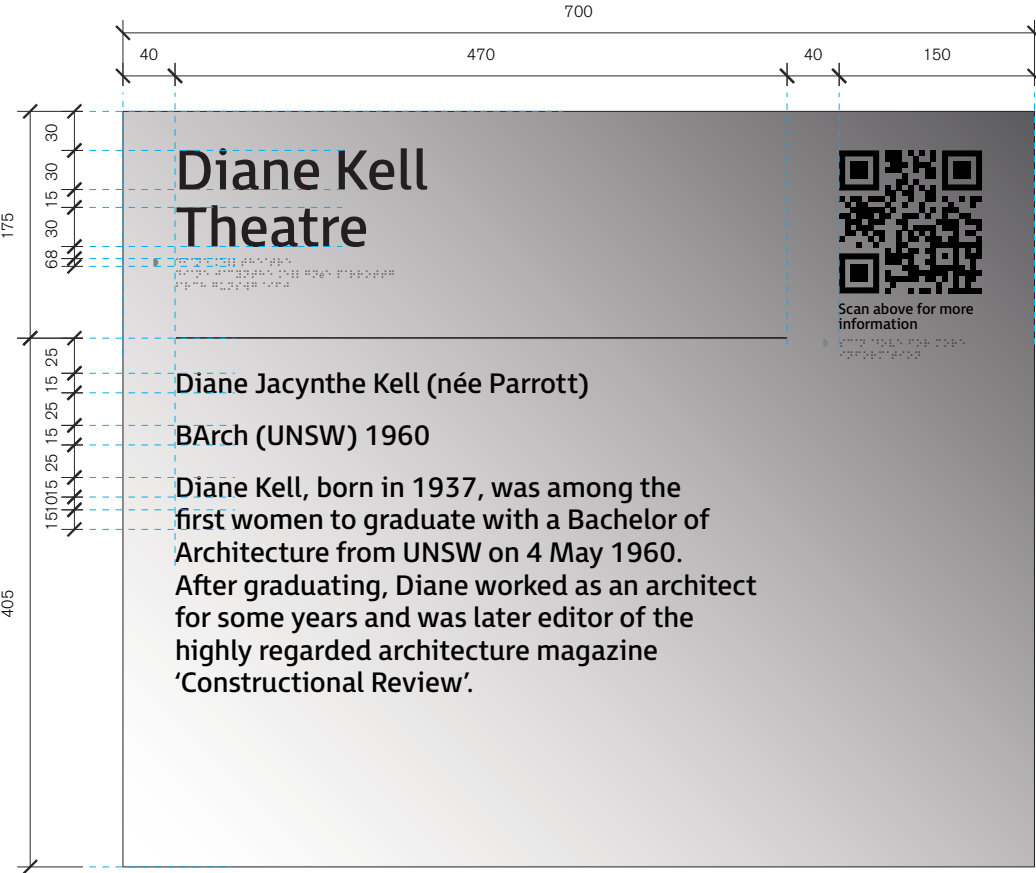 700
40 470 40 150
175
30
30
15
30
68
Diane Kell
Theatre
Scan above for more
information
405
25
15
25
15
25
15
10
15
Diane Jacynthe Kell (née Parrott)
BArch (UNSW) 1960
Diane Kell, born in 1937, was among the
first women to graduate with a Bachelor of
Architecture from UNSW on 4 May 1960.
After graduating, Diane worked as an architect
for some years and was later editor of the
highly regarded architecture magazine
‘Constructional Review’.